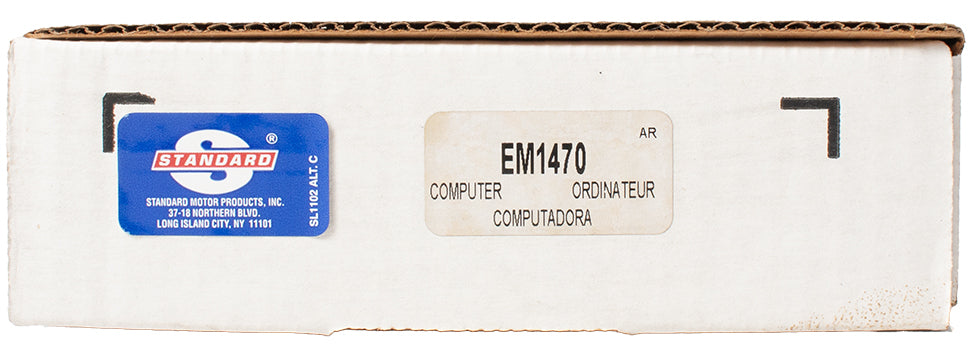 S
STANDARD®
STANDARD MOTOR PRODUCTS, INC.
37-18 NORTHERN BLVD.
LONG ISLAND CITY, NY 11101
SL1102 ALT. C
AR
EM1470
COMPUTER ORDINATEUR
COMPUTADORA